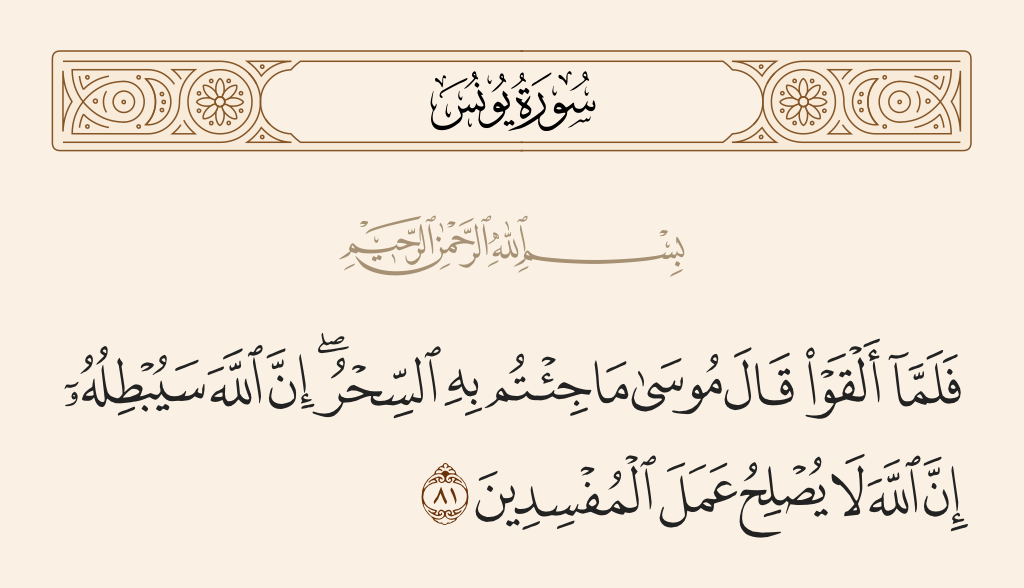 سُورَةُ يُونُسَ
بِسْمِ ٱللَّهِ ٱلرَّحْمَٰنِ ٱلرَّحِيمِ
فَلَمَّآ أَلْقَوْا۟ قَالَ مُوسَىٰ مَا جِئْتُم بِهِ ٱلسِّحْرُ ۖ إِنَّ ٱللَّهَ سَيُبْطِلُهُۥٓ
إِنَّ ٱللَّهَ لَا يُصْلِحُ عَمَلَ ٱلْمُفْسِدِينَ ٨١